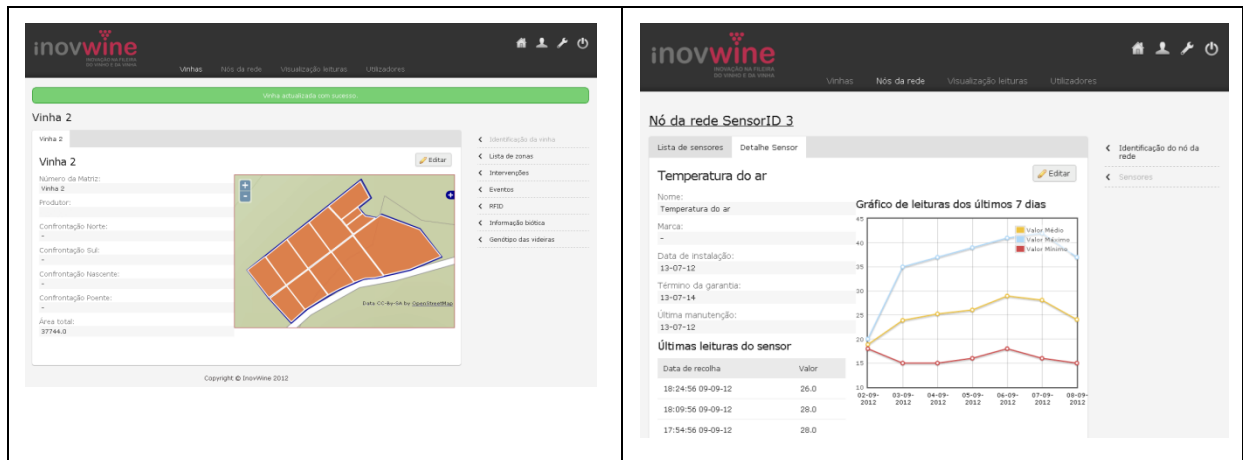 inovwine
INOVAÇÃO NA FILEIRA
DO VINHO E DA VINHA
Vinhas Nós da rede Visualização leituras Utilizadores
Vinha actualizada com sucesso.
Vinha 2
Vinha 2
Vinha 2
Editar
Número da Matriz:
Vinha 2
Produtor:
Confrontação Norte:
-
Confrontação Sul:
-
Confrontação Nascente:
-
Confrontação Poente:
-
Área total:
37744.0
+
-
+
Data CC-By-SA by OpenStreetMap
Identificação da vinha
Lista de zonas
Intervenções
Eventos
RFID
Informação biótica
Genótipo das videiras
Copyright © InovWine 2012
inovwine
INOVAÇÃO NA FILEIRA
DO VINHO E DA VINHA
Vinhas Nós da rede Visualização leituras Utilizadores
Nó da rede SensorID 3
Lista de sensores Detalhe Sensor
Temperatura do ar
Editar
Nome:
Temperatura do ar
Marca:
-
Data de instalação:
13-07-12
Término da garantia:
13-07-14
Última manutenção:
13-07-12
Últimas leituras do sensor
Data de recolha Valor
18:24:56 09-09-12 26.0
18:09:56 09-09-12 28.0
17:54:56 09-09-12 28.0
Gráfico de leituras dos últimos 7 dias
Valor Médio
Valor Máximo
Valor Mínimo
45
40
35
30
25
20
15
10
02-09- 03-09- 04-09- 05-09- 06-09- 07-09- 08-09-
2012 2012 2012 2012 2012 2012 2012
Identificação do nó da
rede
Sensores